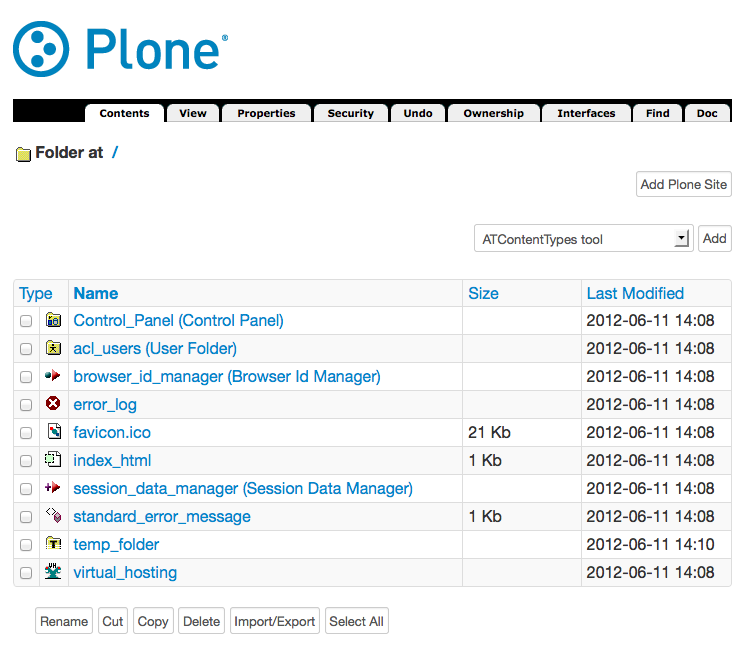 Plone®
Contents View Properties Security Undo Ownership Interfaces Find Doc
Folder at /
Add Plone Site
ATContentTypes tool Add
Type Name Size Last Modified
Control_Panel (Control Panel) 2012-06-11 14:08
acl_users (User Folder) 2012-06-11 14:08
browser_id_manager (Browser Id Manager) 2012-06-11 14:08
error_log 2012-06-11 14:08
favicon.ico 21 Kb 2012-06-11 14:08
index_html 1 Kb 2012-06-11 14:08
session_data_manager (Session Data Manager) 2012-06-11 14:08
standard_error_message 1 Kb 2012-06-11 14:08
temp_folder 2012-06-11 14:10
virtual_hosting 2012-06-11 14:08
Rename Cut Copy Delete Import/Export Select All